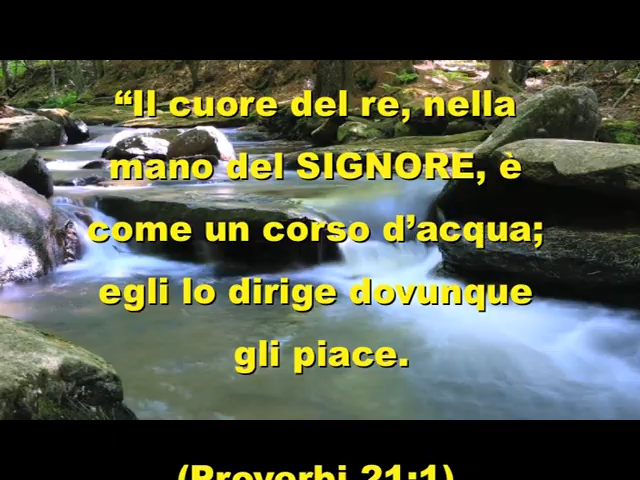 “Il cuore del re, nella
mano del SIGNORE, è
come un corso d’acqua;
egli lo dirige dovunque
gli piace.
(Proverbi 21:1)